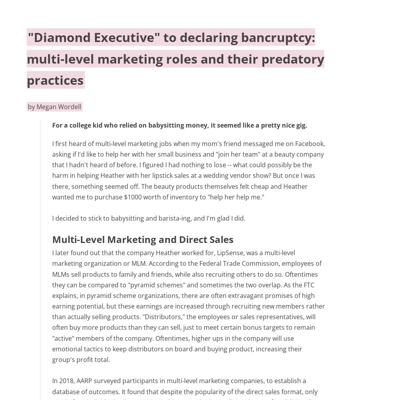 "Diamond Executive" to declaring bancruptcy:
multi-level marketing roles and their predatory
practices
by Megan Wordell
For a college kid who relied on babysitting money, it seemed like a pretty nice gig.
I first heard of multi-level marketing jobs when my mom's friend messaged me on Facebook,
asking if I'd like to help her with her small business and "join her team" at a beauty company
that I hadn't heard of before. I figured I had nothing to lose -- what could possibly be the
harm in helping Heather with her lipstick sales at a wedding vendor show? But once I was
there, something seemed off. The beauty products themselves felt cheap and Heather
wanted me to purchase $1000 worth of inventory to "help her help me."
I decided to stick to babysitting and barista-ing, and I'm glad I did.
Multi-Level Marketing and Direct Sales
I later found out that the company Heather worked for, LipSense, was a multi-level
marketing organization or MLM. According to the Federal Trade Commission, employees of
MLMs sell products to family and friends, while also recruiting others to do so. Oftentimes
they can be compared to "pyramid schemes" and sometimes the two overlap. As the FTC
explains, in pyramid scheme organizations, there are often extravagant promises of high
earning potential, but these earnings are increased through recruiting new members rather
than actually selling products. "Distributors," the employees or sales representatives, will
often buy more products than they can sell, just to meet certain bonus targets to remain
"active" members of the company. Oftentimes, higher ups in the company will use
emotional tactics to keep distributors on board and buying product, increasing their
group's profit total.
In 2018, AARP surveyed participants in multi-level marketing companies, to establish a
database of outcomes. It found that despite the popularity of the direct sales format, only